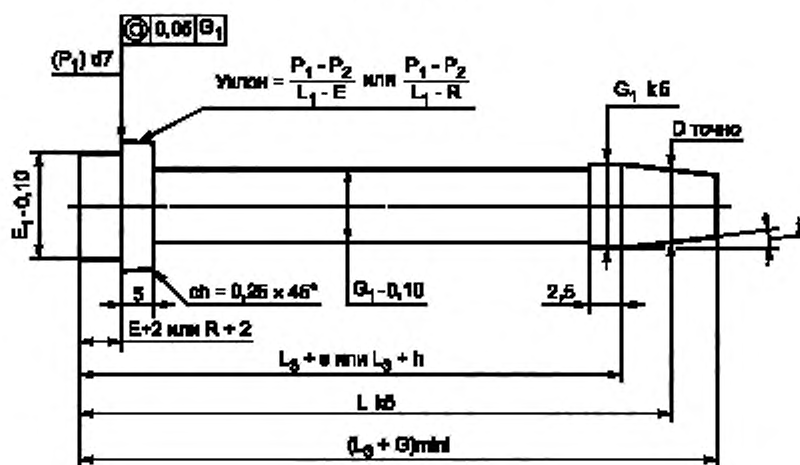 ◎ 0,05 G₁
(P₁) d7
Уклон = P₁ - P₂ / L₁ - E или P₁ - P₂ / L₁ - R
G₁ k6
D точно
E₁ -0,10
5
ch = 0,25 x 45°
G₁ -0,10
2,5
E+2 или R + 2
L₃ + e или L₃ + h
L k6
(L₃ + G)mini